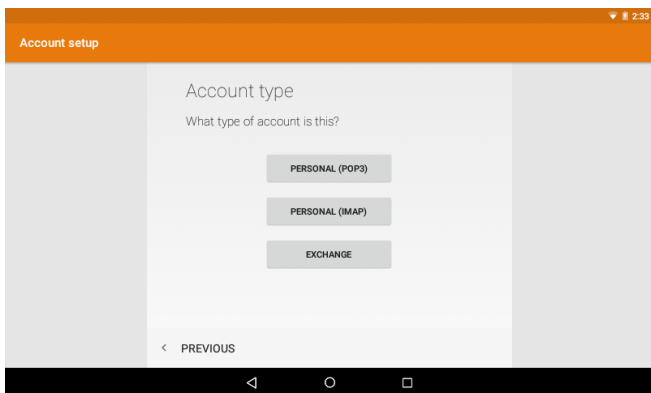 2:33
Account setup
Account type
What type of account is this?
PERSONAL (POP3)
PERSONAL (IMAP)
EXCHANGE
PREVIOUS